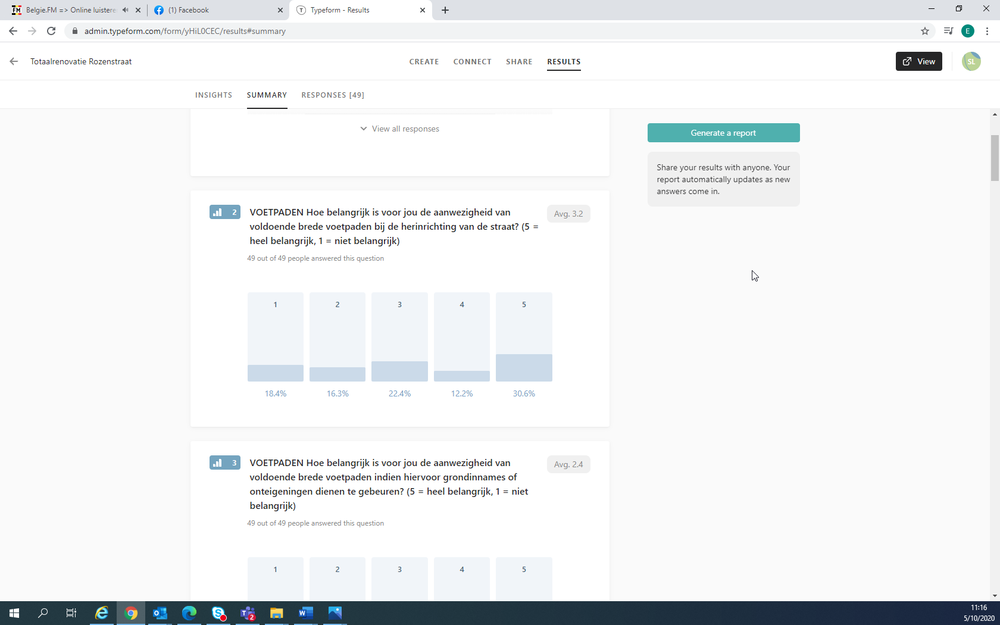 Belgie.FM => Online luistere
(1) Facebook
Typeform - Results
admin.typeform.com/form/yHiL0CEC/results#summary
E
Totaalrenovatie Rozenstraat
CREATE
CONNECT
SHARE
RESULTS
View
SL
INSIGHTS
SUMMARY
RESPONSES [49]
View all responses
Generate a report
Share your results with anyone. Your
report automatically updates as new
answers come in.
2
VOETPADEN Hoe belangrijk is voor jou de aanwezigheid van
voldoende brede voetpaden bij de herinrichting van de straat? (5 =
heel belangrijk, 1 = niet belangrijk)
Avg. 3.2
49 out of 49 people answered this question
1 2 3 4 5
18.4% 16.3% 22.4% 12.2% 30.6%
3
VOETPADEN Hoe belangrijk is voor jou de aanwezigheid van
voldoende brede voetpaden indien hiervoor grondinnames of
onteigeningen dienen te gebeuren? (5 = heel belangrijk, 1 = niet
belangrijk)
Avg. 2.4
49 out of 49 people answered this question
1 2 3 4 5
11:16
5/10/2020